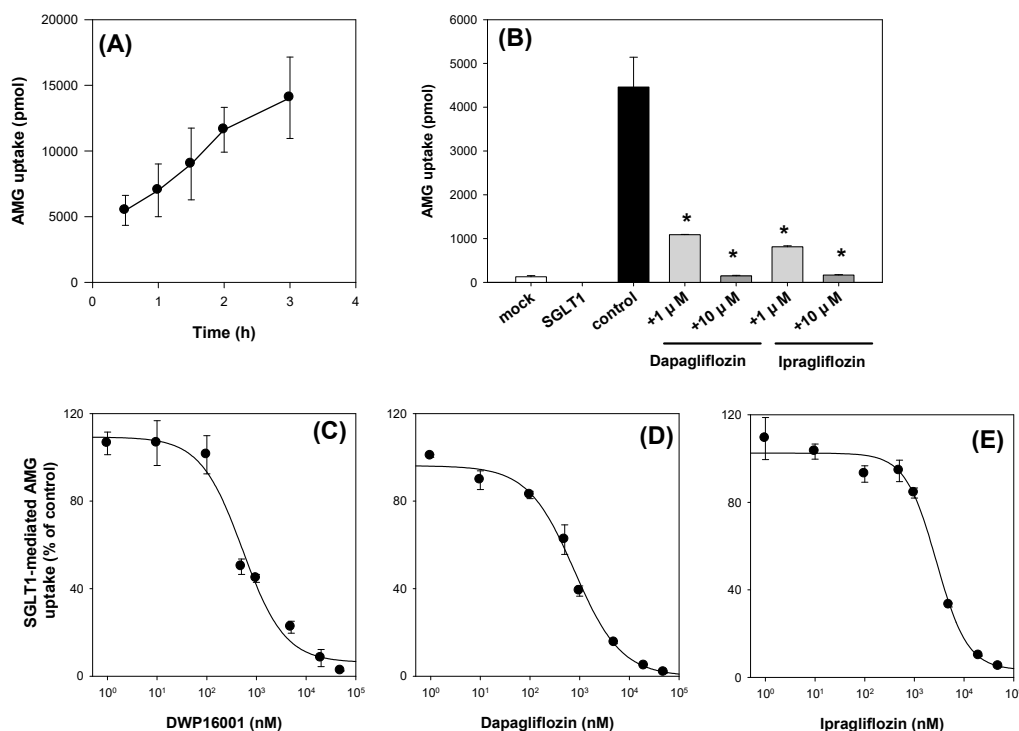 (A)
AMG uptake (pmol)
20000
15000
10000
5000
0
0 1 2 3 4
Time (h)
(B)
AMG uptake (pmol)
6000
5000
4000
3000
2000
1000
0
* * * *
mock SGLT1 control +1 µ M +10 µ M +1 µ M +10 µ M
Dapagliflozin Ipragliflozin
SGLT1-mediated AMG
uptake (% of control)
(C)
120
80
40
0
10⁰ 10¹ 10² 10³ 10⁴ 10⁵
DWP16001 (nM)
(D)
120
80
40
0
10⁰ 10¹ 10² 10³ 10⁴ 10⁵
Dapagliflozin (nM)
(E)
120
80
40
0
10⁰ 10¹ 10² 10³ 10⁴ 10
Ipragliflozin (nM)